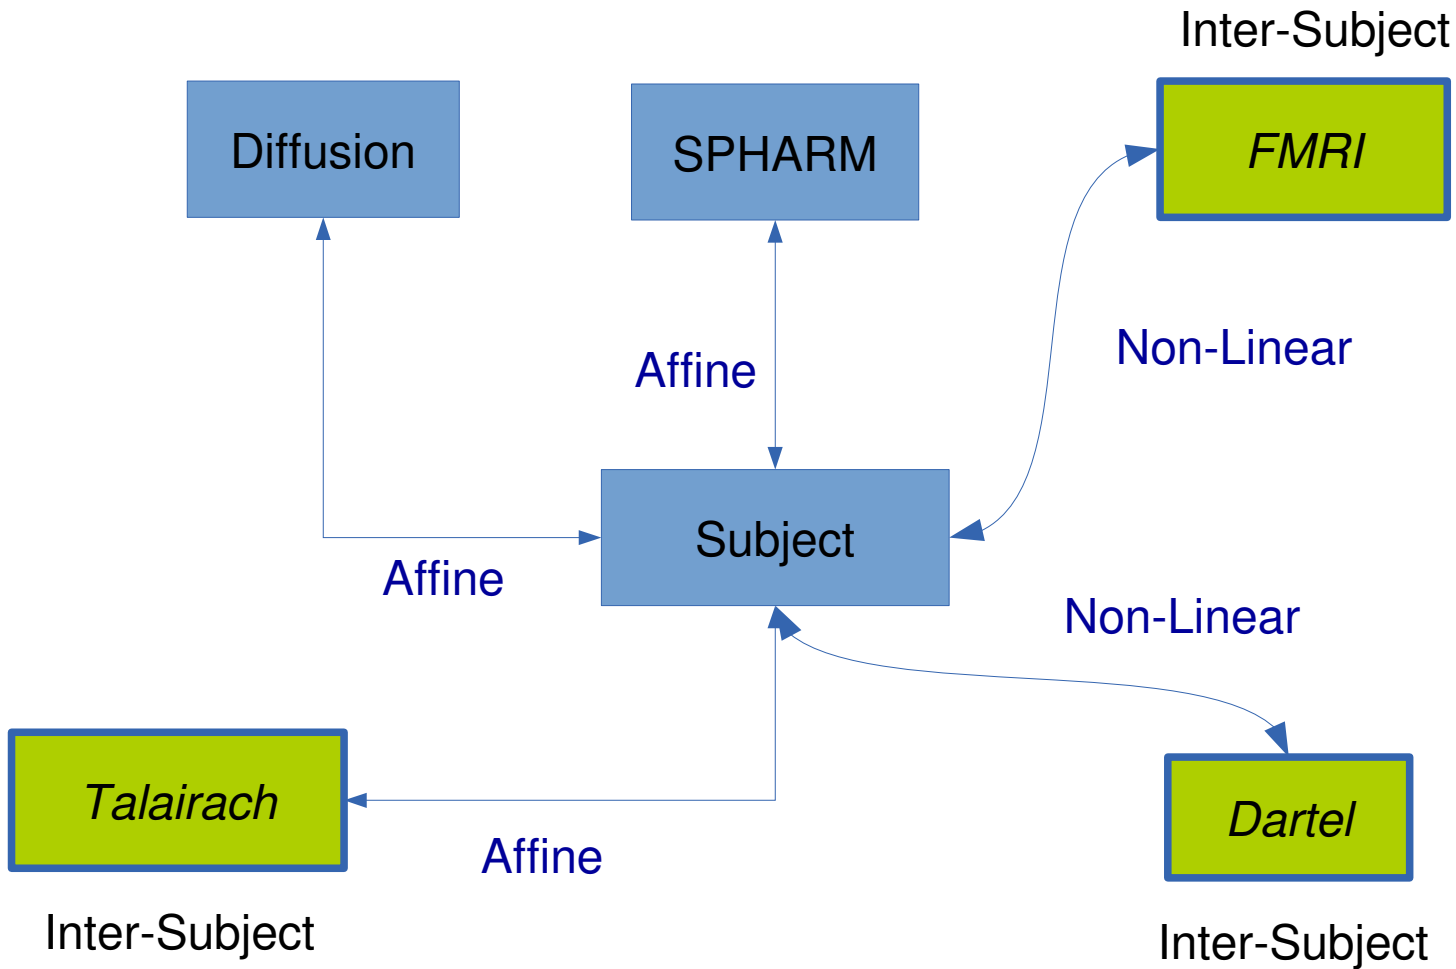 Inter-Subject
Diffusion
SPHARM
FMRI
Affine
Non-Linear
Subject
Affine
Non-Linear
Talairach
Dartel
Affine
Inter-Subject
Inter-Subject